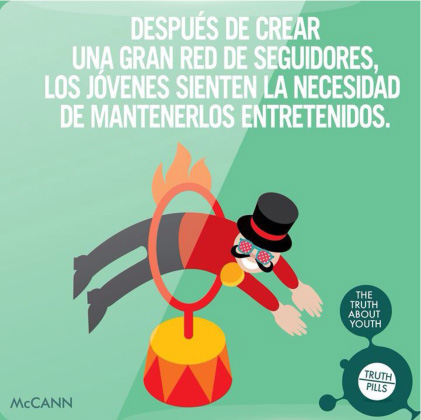 DESPUÉS DE CREAR
UNA GRAN RED DE SEGUIDORES,
LOS JÓVENES SIENTEN LA NECESIDAD
DE MANTENERLOS ENTRETENIDOS.
THE
TRUTH
ABOUT
YOUTH
TRUTH
PILLS
McCANN